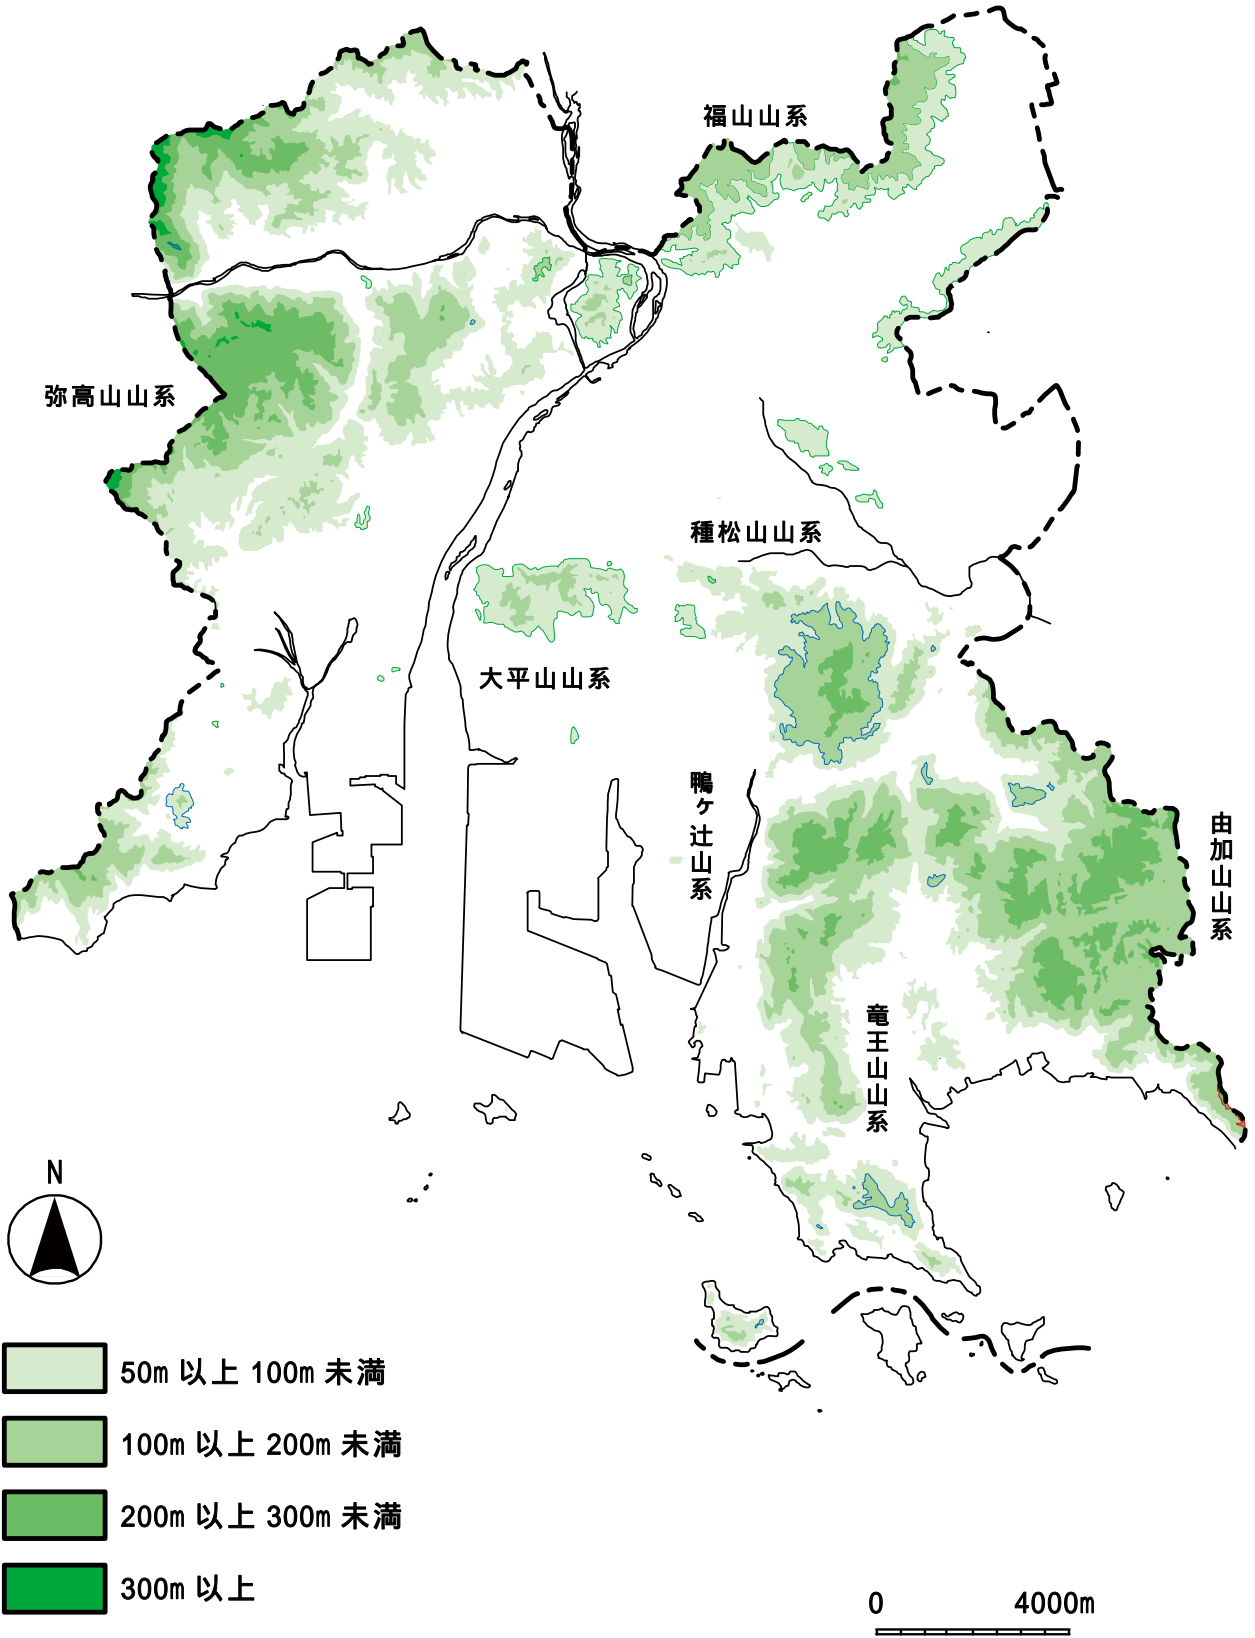 福山山系
弥高山山系
種松山山系
大平山山系
鴨ヶ辻山系
由加山山系
竜王山山系
N
50m 以上 100m 未満
100m 以上 200m 未満
200m 以上 300m 未満
300m 以上
0 4000m